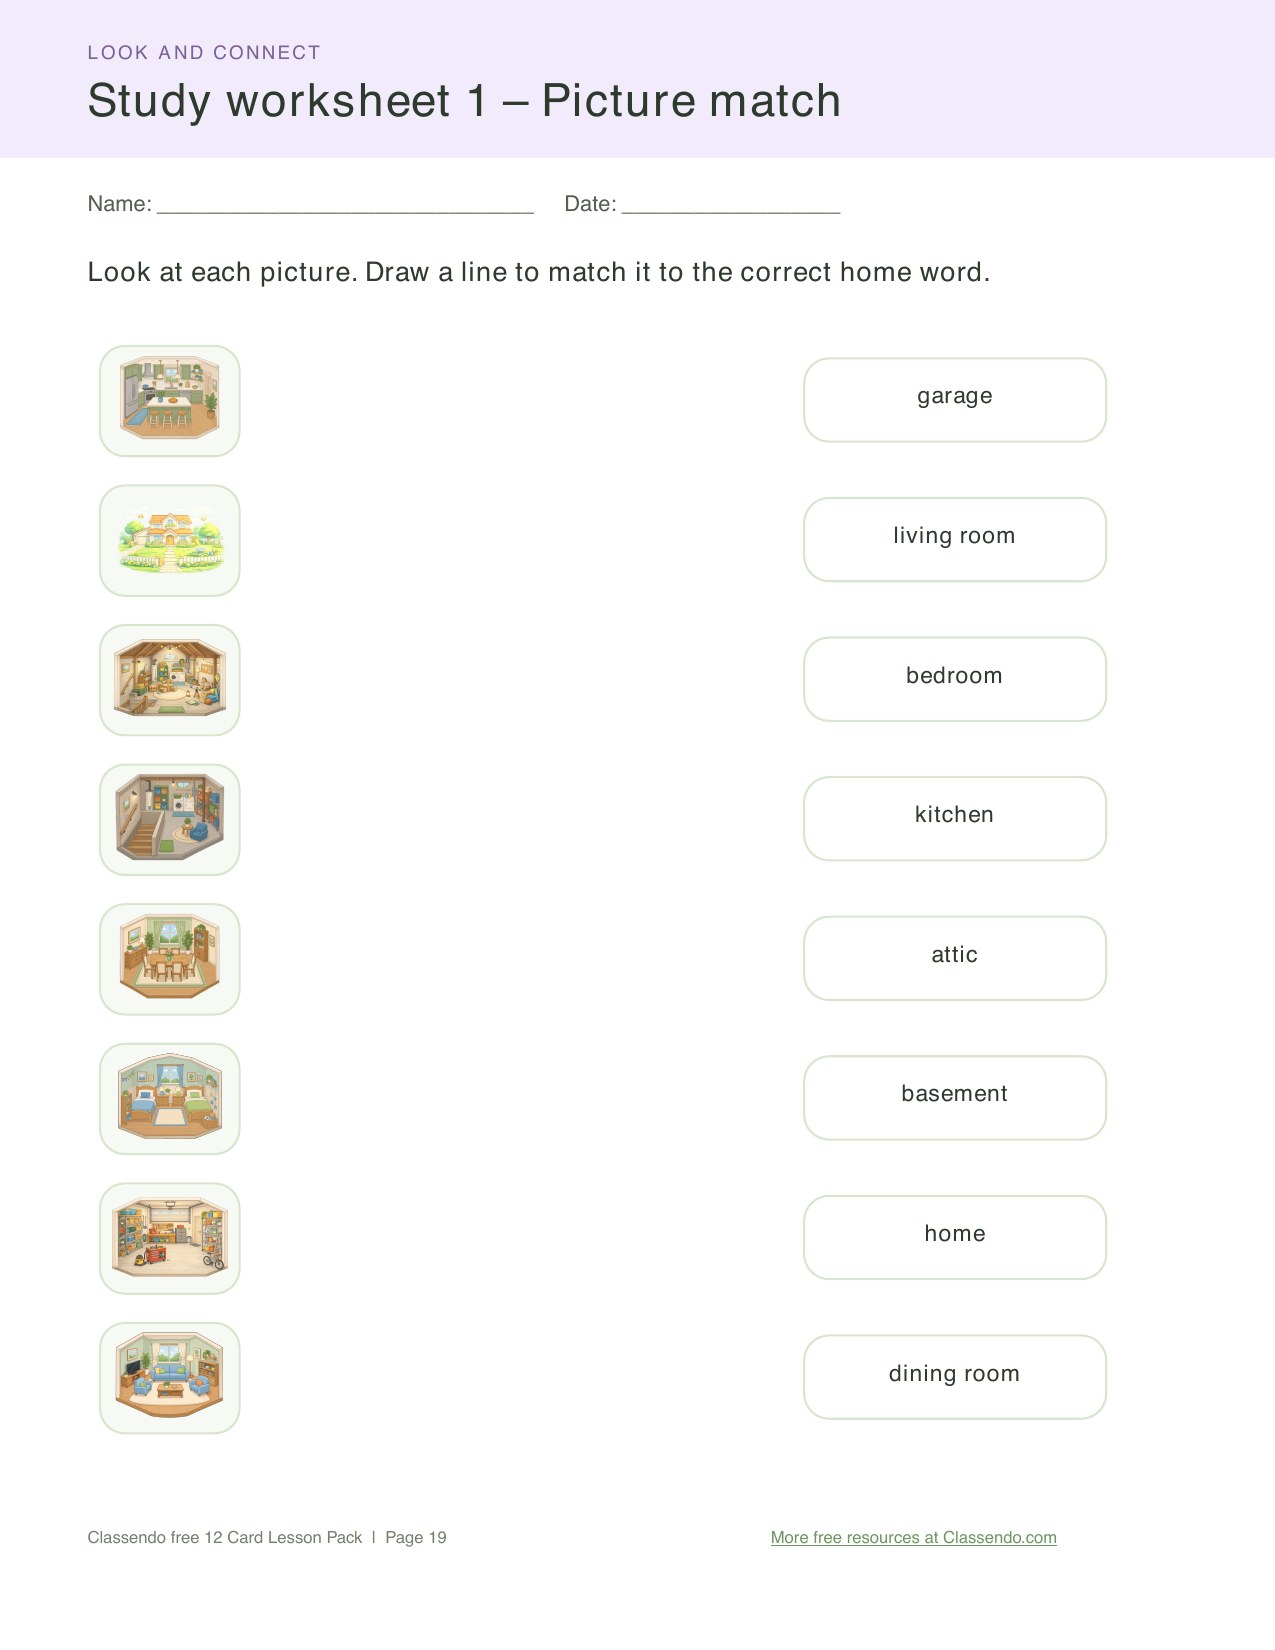 LOOK AND CONNECT
Study worksheet 1 – Picture match
Name: _______________________________ Date: __________________
Look at each picture. Draw a line to match it to the correct home word.
garage
living room
bedroom
kitchen
attic
basement
home
dining room
Classendo free 12 Card Lesson Pack | Page 19
More free resources at Classendo.com